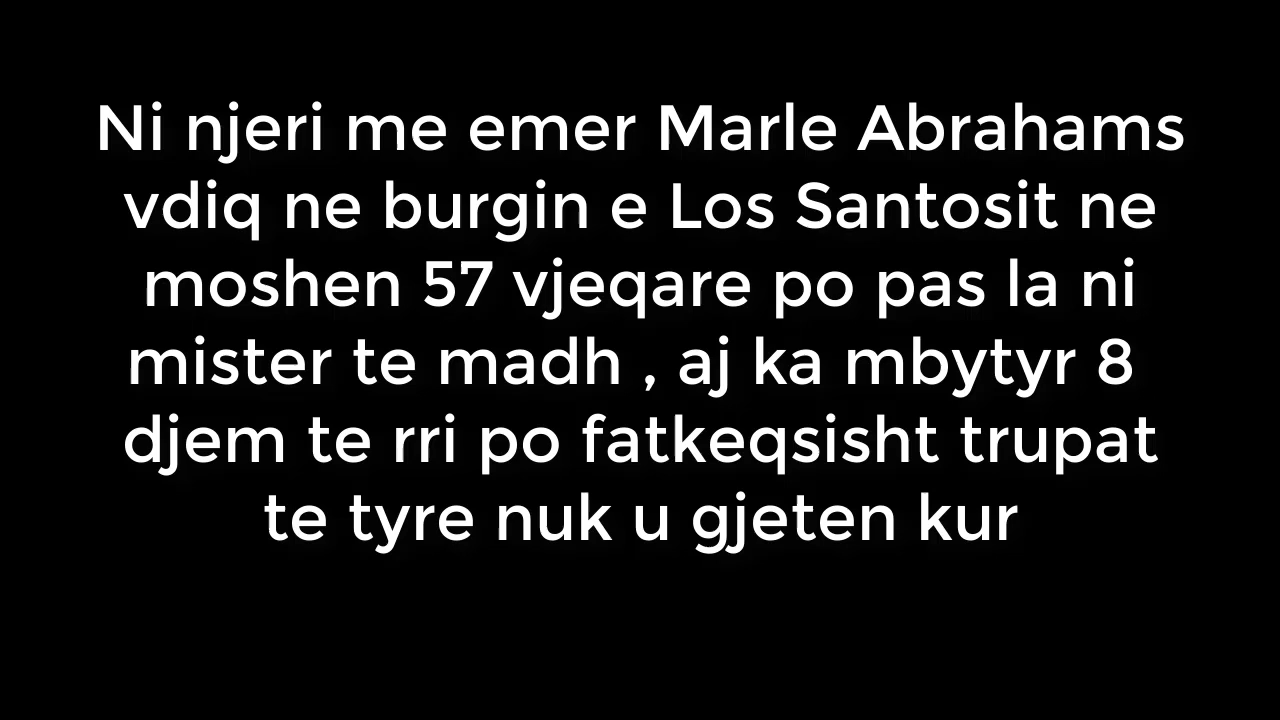 Ni njeri me emer Marle Abrahams
vdiq ne burgin e Los Santosit ne
moshen 57 vjeqare po pas la ni
mister te madh , aj ka mbytyr 8
djem te rri po fatkeqsisht trupat
te tyre nuk u gjeten kur